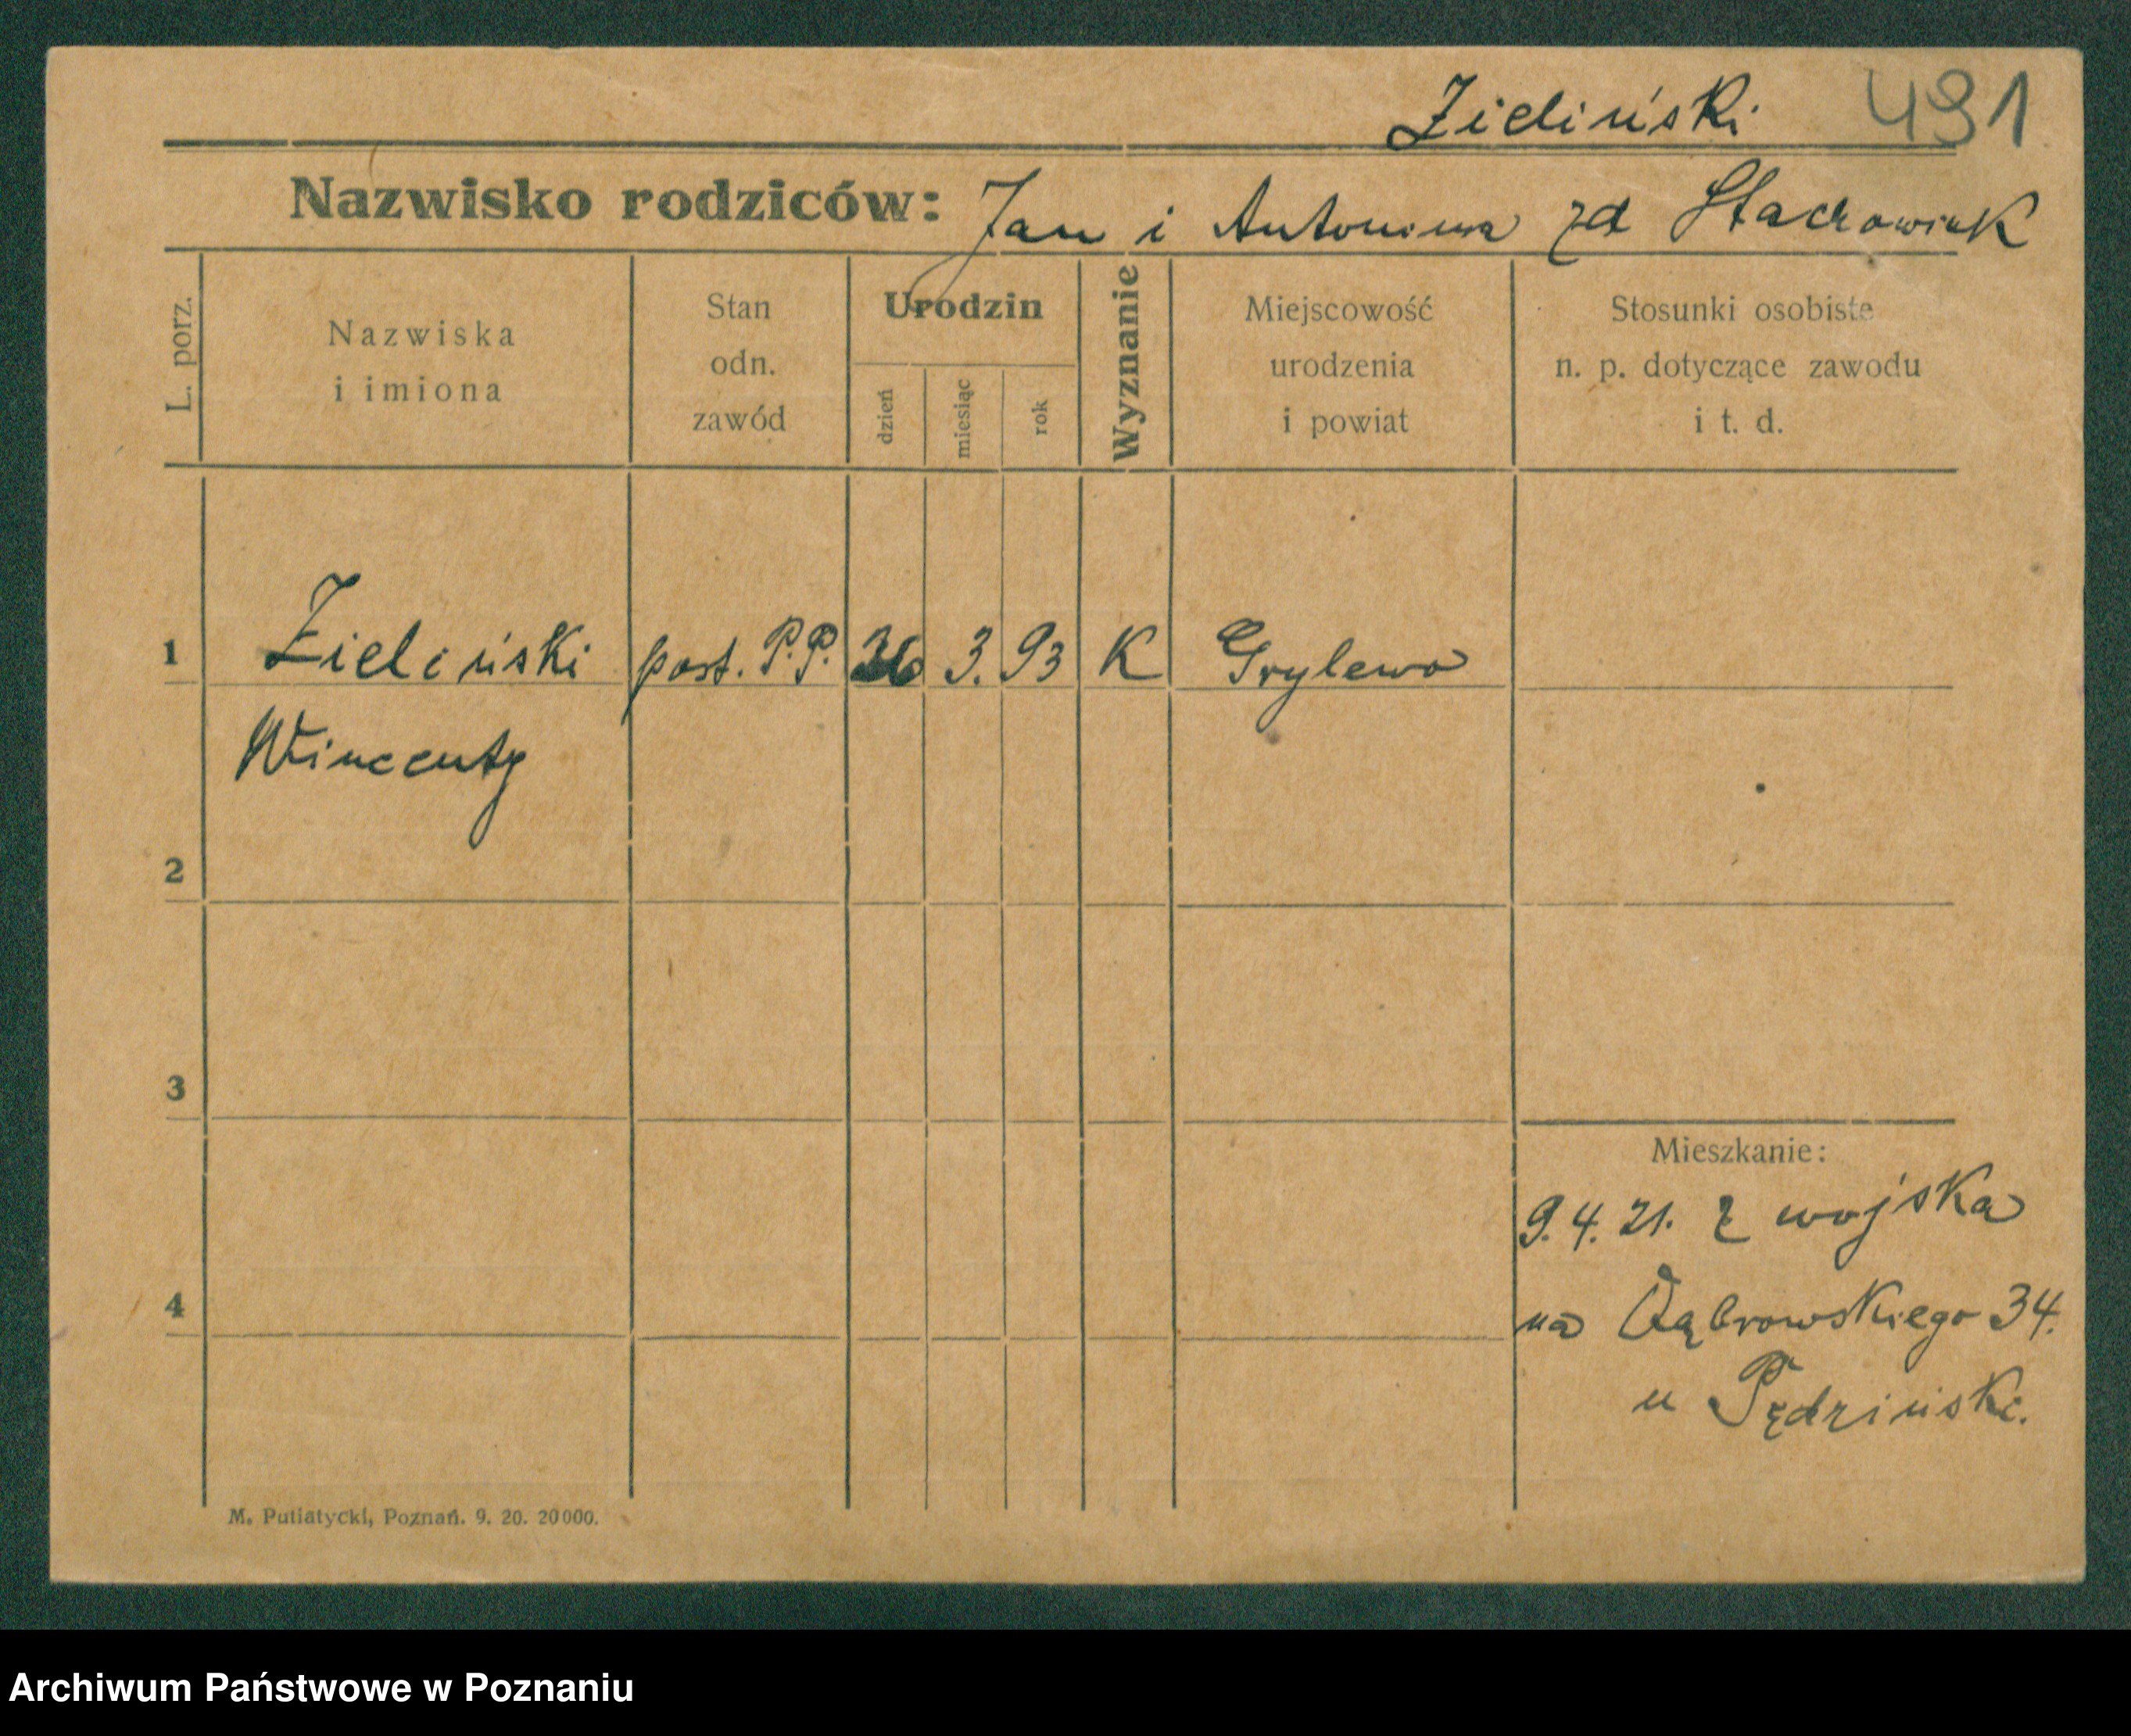 Zieliński 491
Nazwisko rodziców: Jan i Antonina zd Stachowiak
L. porz.
Nazwiska
i imiona
Stan
odn.
zawód
Urodzin
dzień
miesiąc
rok
Wyznanie
Miejscowość
urodzenia
i powiat
Stosunki osobiste
n. p. dotyczące zawodu
i t. d.
1 Zieliński post. P.P. 3. 93 K Grylewo
Wincenty
2
3
Mieszkanie:
9.4.21. z wojska
4 na Dąbrowskiego 34.
u Pędzińsk.
M. Putiatycki, Poznań. 9. 20. 20000.
Archiwum Państwowe w Poznaniu